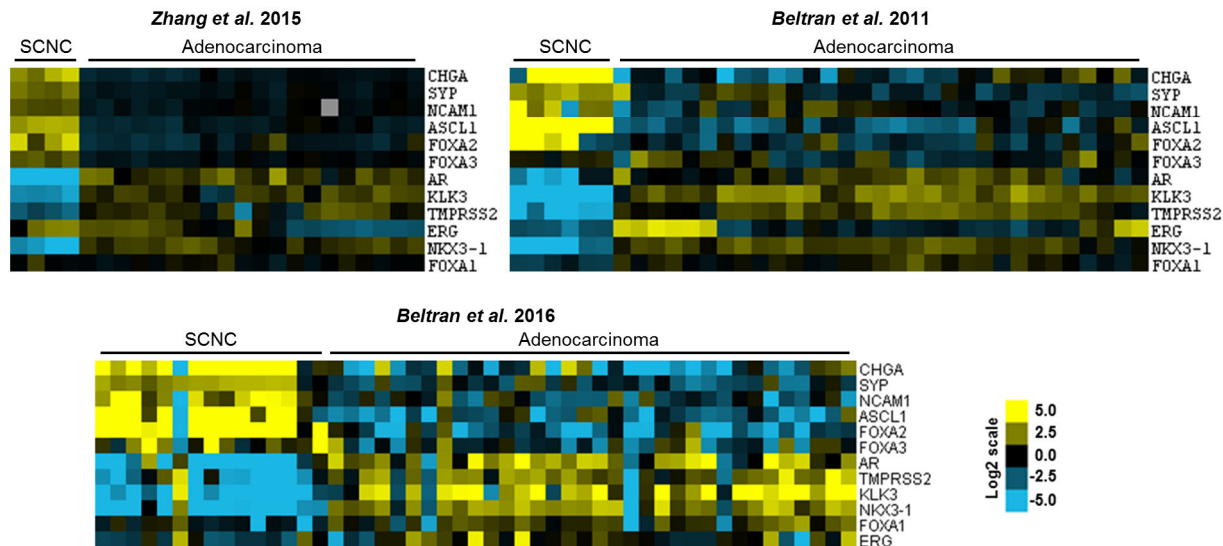 Zhang et al. 2015
SCNC Adenocarcinoma
CHGA
SYP
NCAM1
ASCL1
FOXA2
FOXA3
AR
KLK3
TMPRSS2
ERG
NKX3-1
FOXA1
Beltran et al. 2011
SCNC Adenocarcinoma
CHGA
SYP
NCAM1
ASCL1
FOXA2
FOXA3
AR
KLK3
TMPRSS2
ERG
NKX3-1
FOXA1
Beltran et al. 2016
SCNC Adenocarcinoma
CHGA
SYP
NCAM1
ASCL1
FOXA2
FOXA3
AR
TMPRSS2
KLK3
NKX3-1
FOXA1
ERG
Log2 scale
5.0
2.5
0.0
-2.5
-5.0